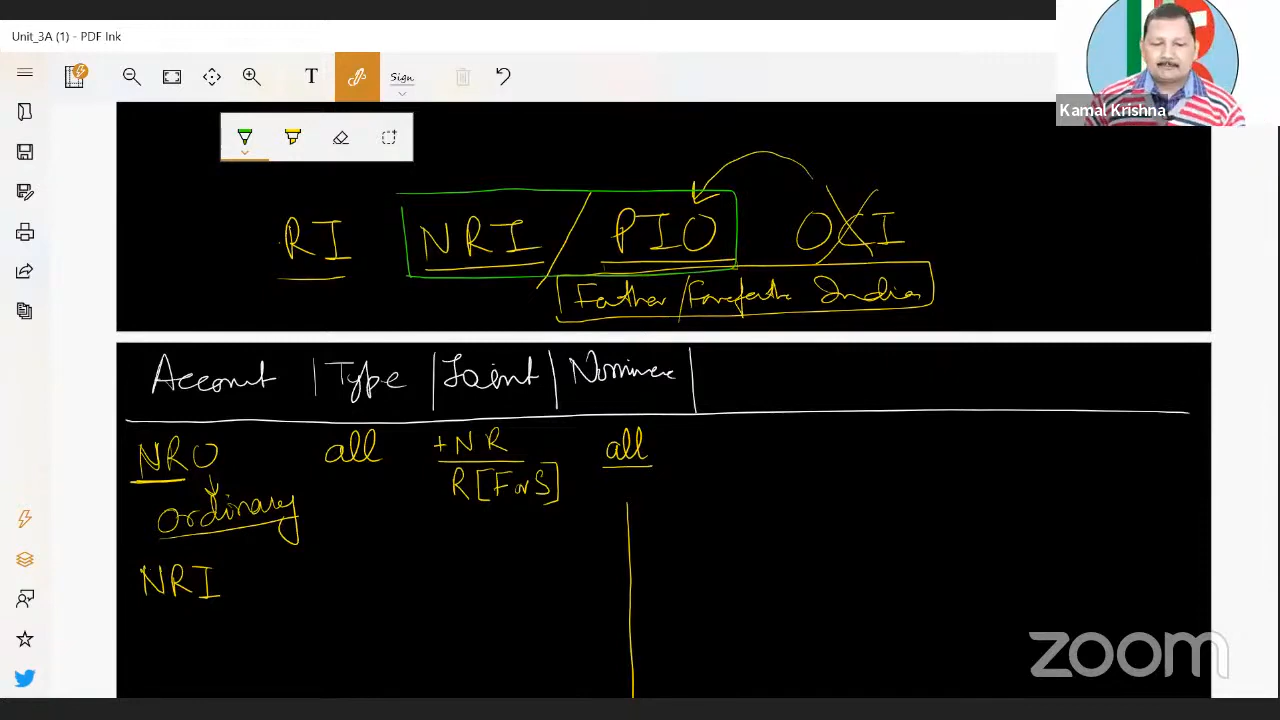 Unit_3A (1) - PDF Ink
T Sign
Kamal Krishna
RI NRI / PIO OCI
Father / Forefathe Indian
Account | Type | Joint | Nominee |
NRO all +NR all
R [F or S]
ordinary
NRI
zoom